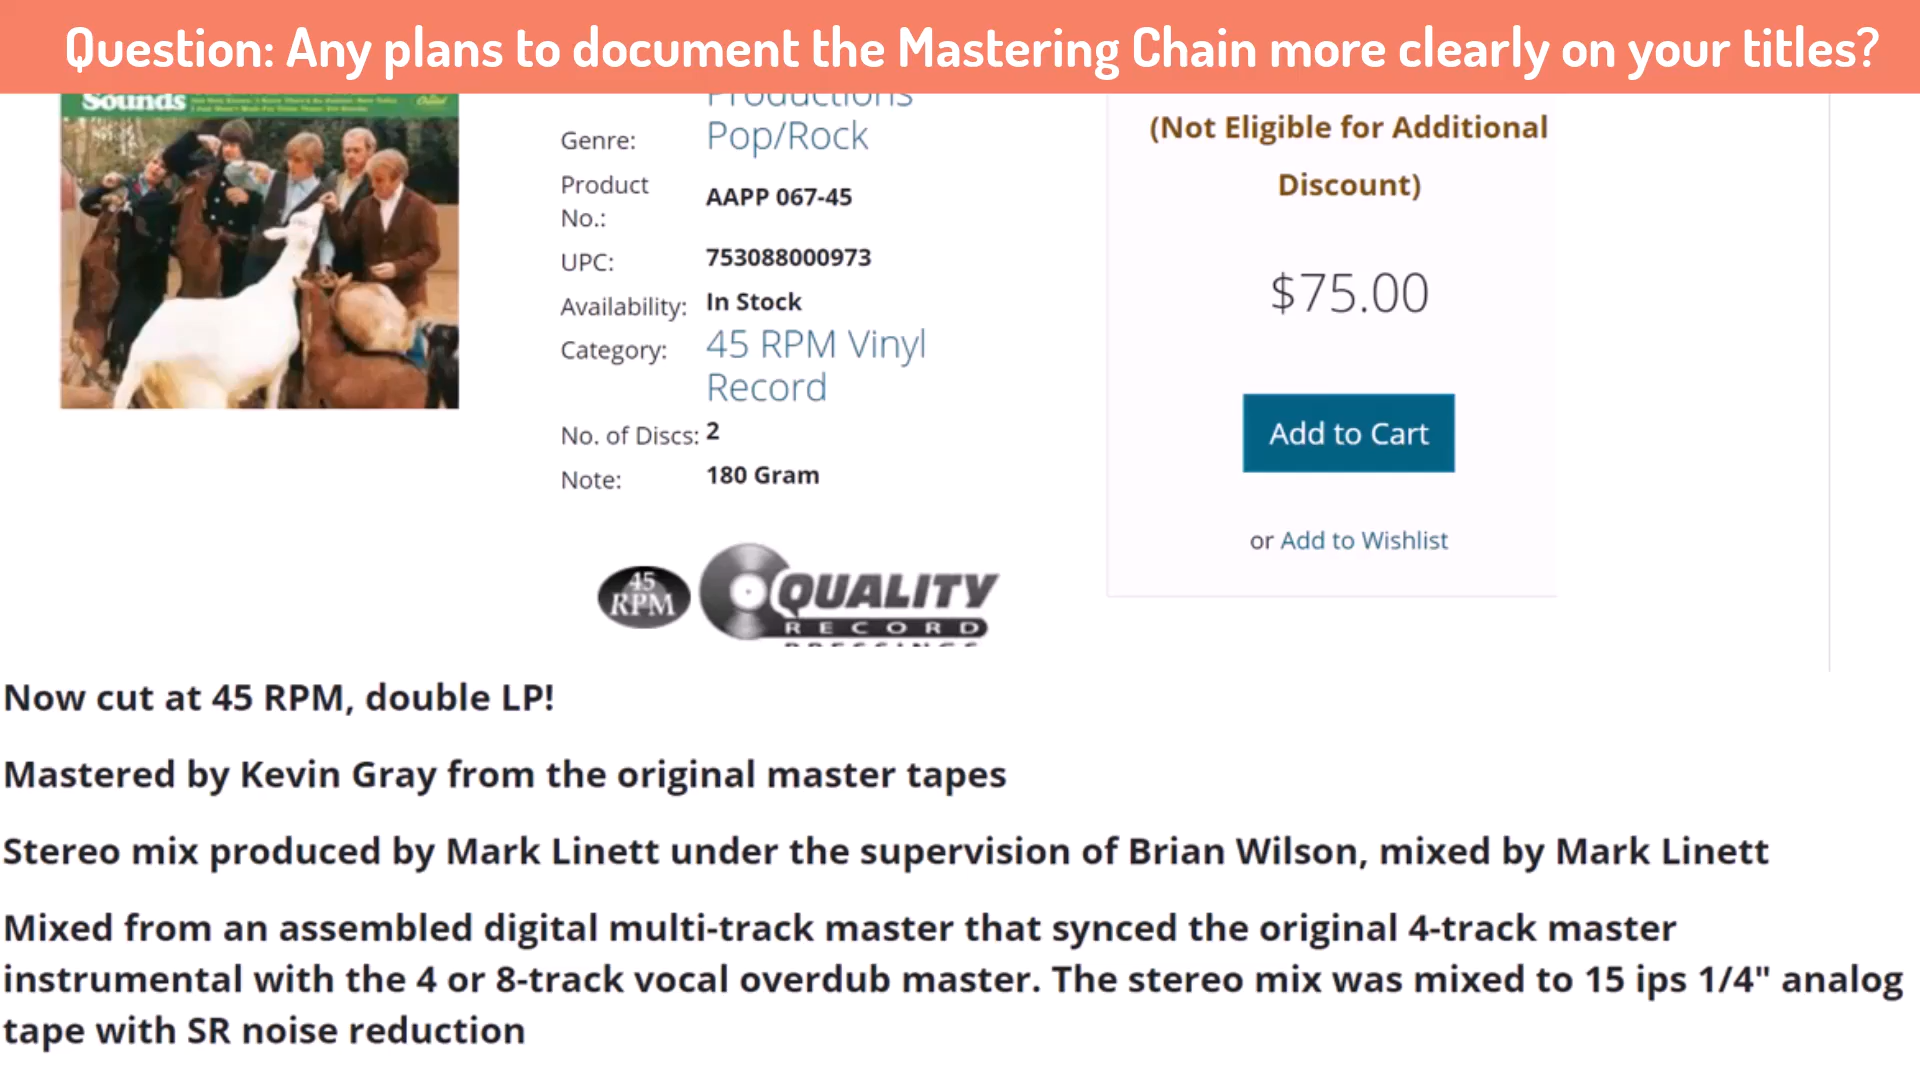 Question: Any plans to document the Mastering Chain more clearly on your titles?
Sounds
Productions
Genre: Pop/Rock
Product No.: AAPP 067-45
UPC: 753088000973
Availability: In Stock
Category: 45 RPM Vinyl Record
No. of Discs: 2
Note: 180 Gram
45 RPM
QUALITY
RECORD
PRESSINGS
(Not Eligible for Additional
Discount)
$75.00
Add to Cart
or Add to Wishlist
Now cut at 45 RPM, double LP!
Mastered by Kevin Gray from the original master tapes
Stereo mix produced by Mark Linett under the supervision of Brian Wilson, mixed by Mark Linett
Mixed from an assembled digital multi-track master that synced the original 4-track master
instrumental with the 4 or 8-track vocal overdub master. The stereo mix was mixed to 15 ips 1/4" analog
tape with SR noise reduction